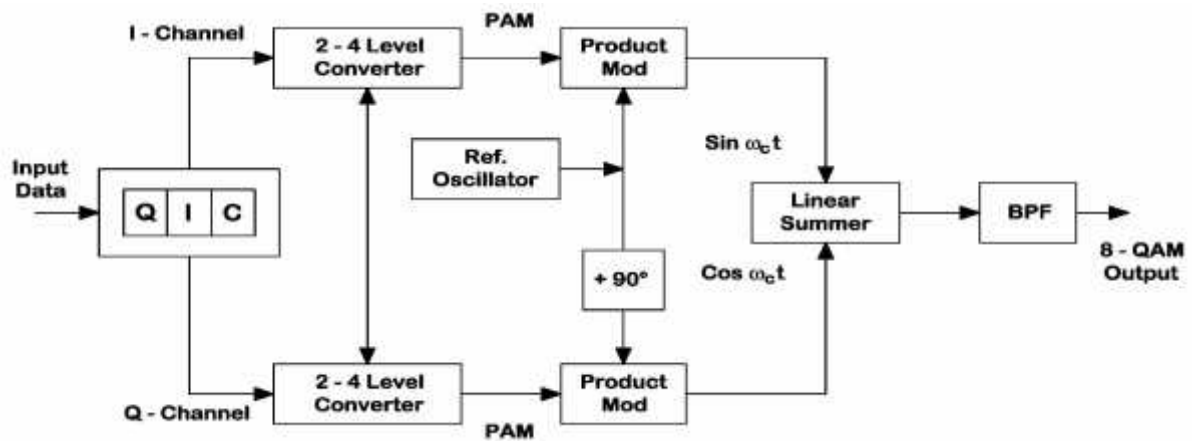 I - Channel
2 - 4 Level
Converter
PAM
Product
Mod
Input
Data
Q I C
Ref.
Oscillator
Sin ωct
Linear
Summer
BPF
8 - QAM
Output
+ 90°
Cos ωct
Q - Channel
2 - 4 Level
Converter
PAM
Product
Mod